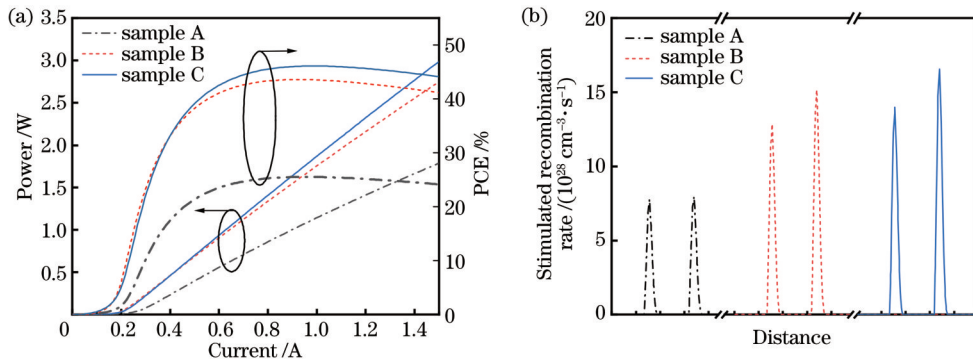 (a)
3.5
3.0
2.5
2.0
1.5
1.0
0.5
Power /W
sample A
sample B
sample C
50
40
30
20
10
0
PCE /%
0 0.2 0.4 0.6 0.8 1.0 1.2 1.4
Current /A
(b)
20
15
10
5
0
Stimulated recombination
rate /(10²⁸ cm⁻³·s⁻¹)
sample A
sample B
sample C
Distance